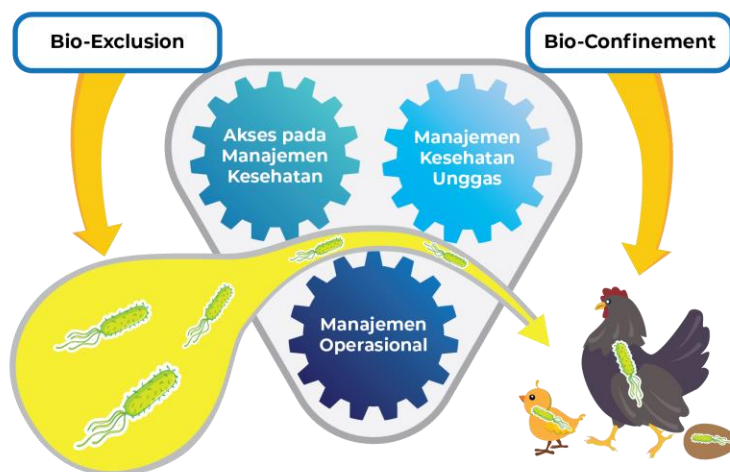 Bio-Exclusion
Bio-Confinement
Akses pada
Manajemen
Kesehatan
Manajemen
Kesehatan
Unggas
Manajemen
Operasional